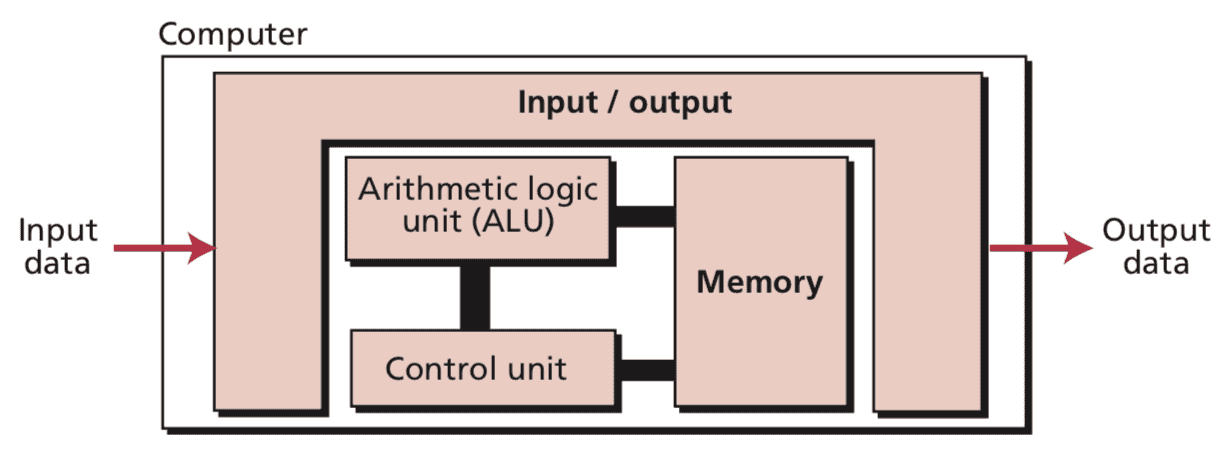 Computer
Input / output
Arithmetic logic
unit (ALU)
Input
data
Memory
Output
data
Control unit